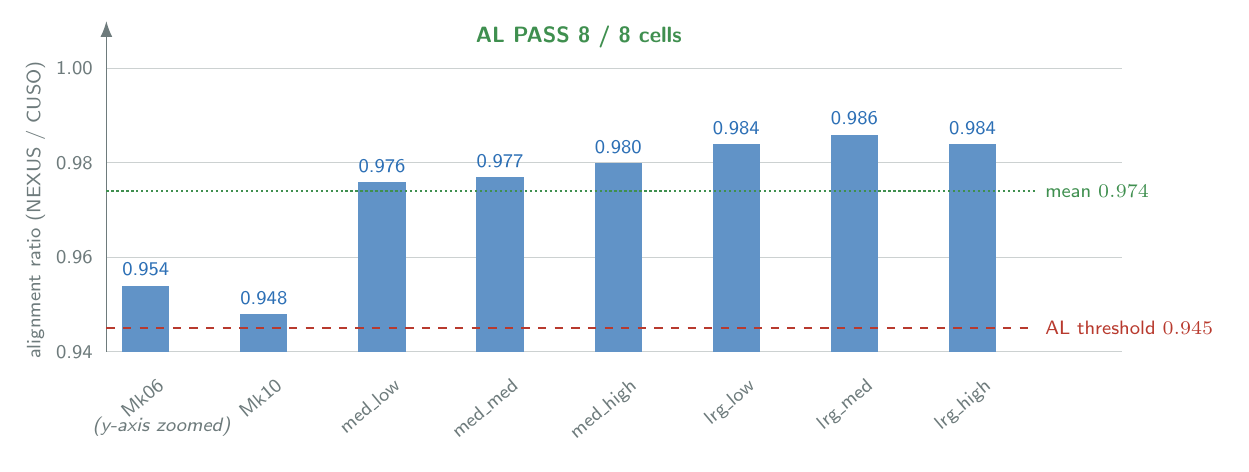 AL PASS 8 / 8 cells
alignment ratio (NEXUS / CUSO)
1.00
0.98
0.96
0.94
0.954
0.948
0.976
0.977
0.980
0.984
0.986
0.984
mean 0.974
AL threshold 0.945
Mk06
Mk10
med_low
med_med
med_high
lrg_low
lrg_med
lrg_high
(y-axis zoomed)